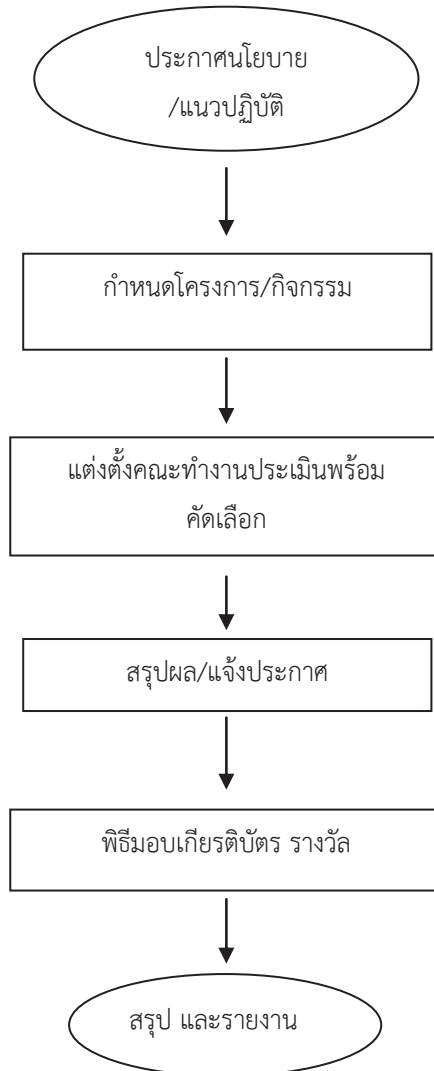 ประกาศนโยบาย
/แนวปฏิบัติ
กำหนดโครงการ/กิจกรรม
แต่งตั้งคณะทำงานประเมินพร้อม
คัดเลือก
สรุปผล/แจ้งประกาศ
พิธีมอบเกียรติบัตร รางวัล
สรุป และรายงาน